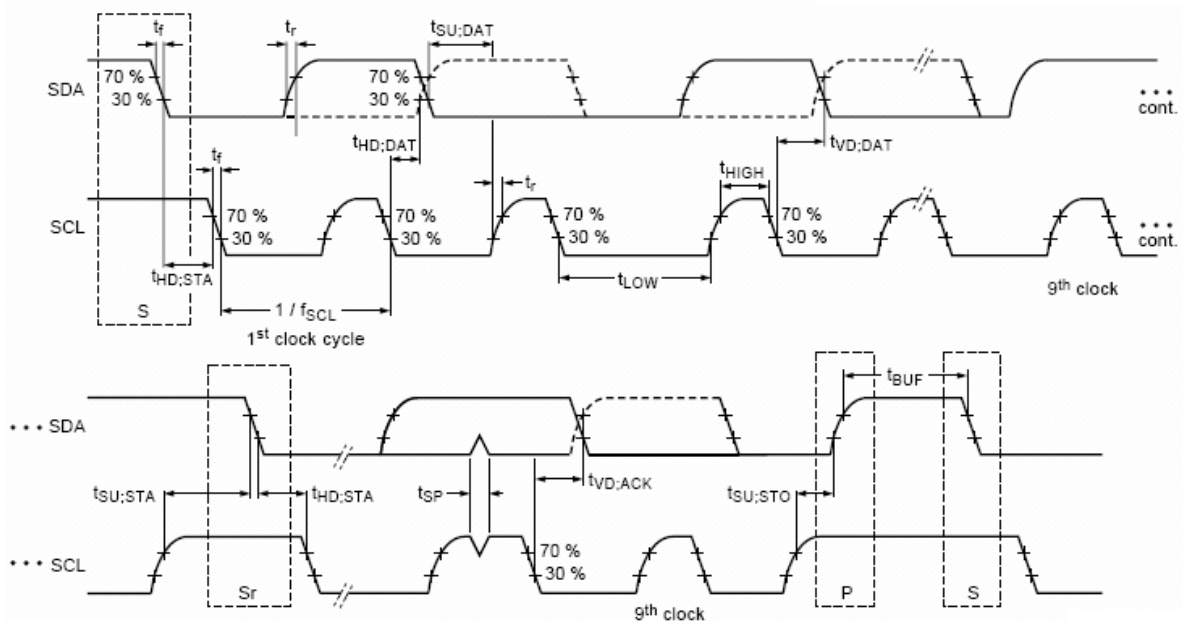 tf
tr
tSU;DAT
SDA
70 %
30 %
70 %
30 %
• • •
cont.
tHD;DAT
tVD;DAT
tf
tr
tHIGH
SCL
70 %
30 %
70 %
30 %
70 %
30 %
70 %
30 %
• • •
cont.
tHD;STA
tLOW
S
1 / fSCL
1st clock cycle
9th clock
tBUF
• • • SDA
tSU;STA
tHD;STA
tSP
tVD;ACK
tSU;STO
• • • SCL
70 %
30 %
Sr
9th clock
P
S